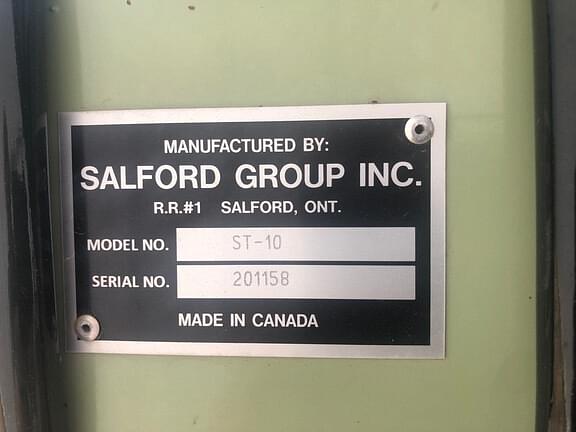 MANUFACTURED BY:
SALFORD GROUP INC.
R.R.#1 SALFORD, ONT.
MODEL NO. ST-10
SERIAL NO. 201158
MADE IN CANADA